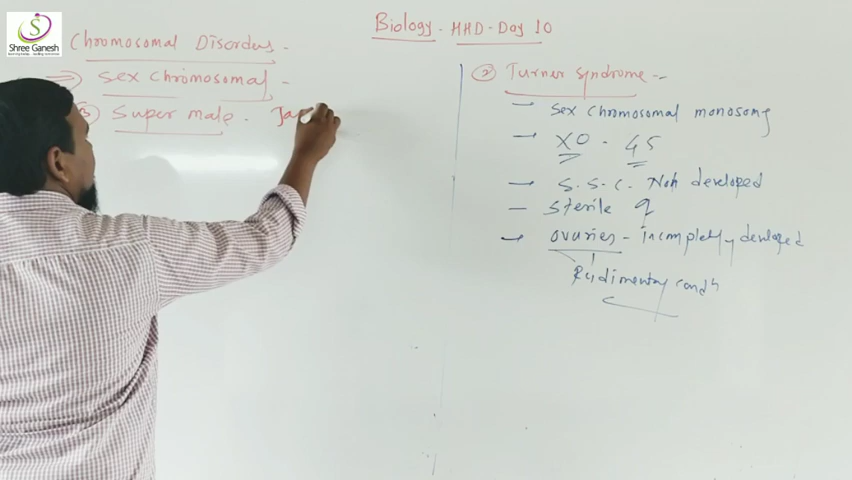 Shree Ganesh
Biology - HHD - Day 10
Chromosomal Disorders -
=> Sex chromosomal -
③ Super male. Ja
② Turner Syndrome --
— Sex chromosomal monosomy
— XO - 45
— S.S.C. Not developed
— Sterile ♀
— ovaries - Incompletely developed
Rudimentary condn